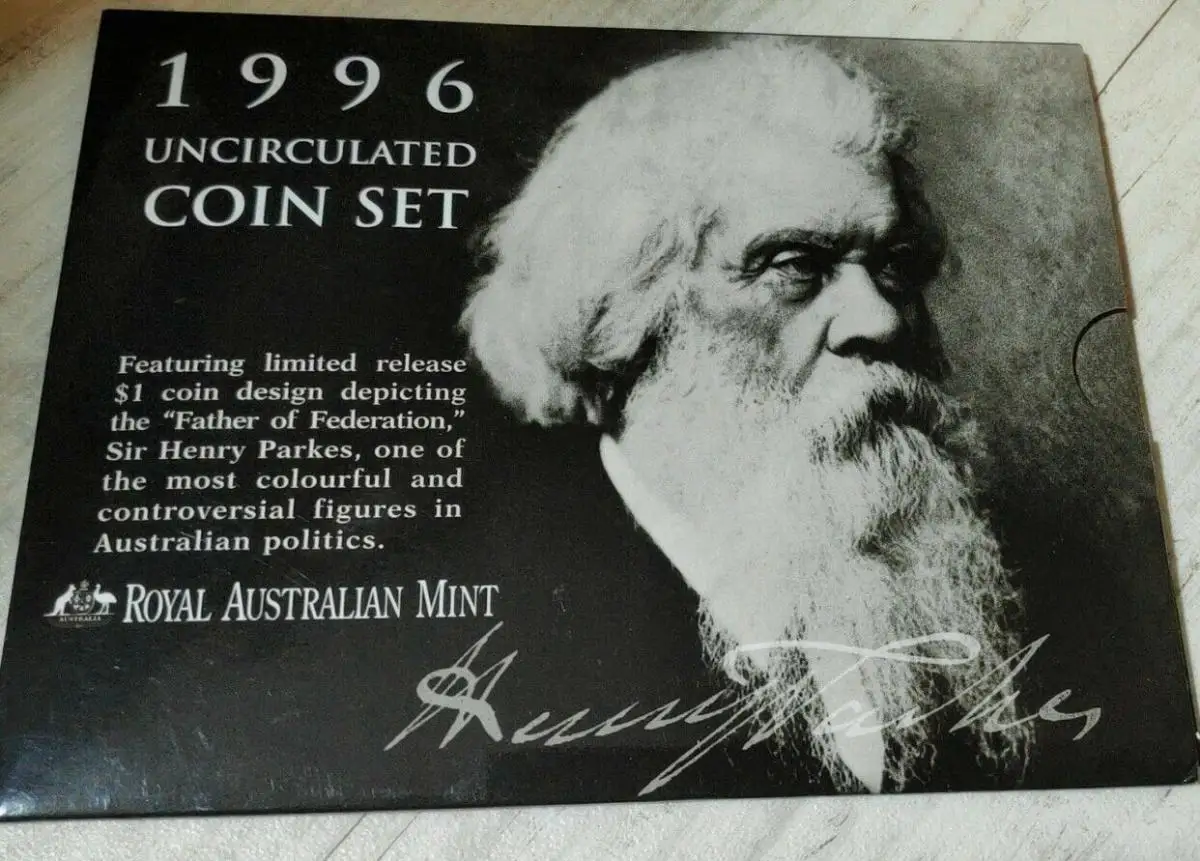 1996
UNCIRCULATED
COIN SET
Featuring limited release
$1 coin design depicting
the “Father of Federation,”
Sir Henry Parkes, one of
the most colourful and
controversial figures in
Australian politics.
AUSTRALIA
ROYAL AUSTRALIAN MINT
Henry Parkes